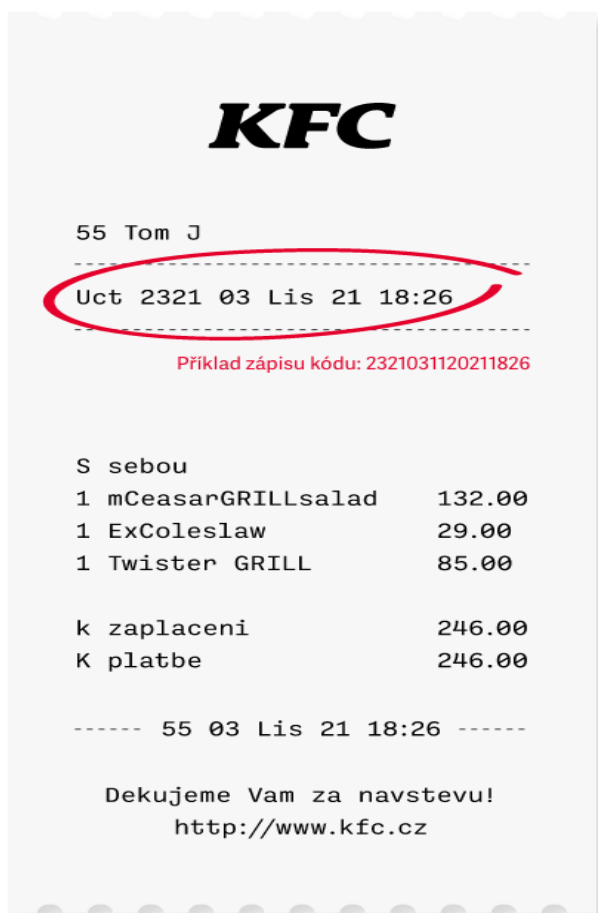 KFC
55 Tom J
Uct 2321 03 Lis 21 18:26
Příklad zápisu kódu: 2321031120211826
S sebou
1 mCeasarGRILLsalad 132.00
1 ExColeslaw 29.00
1 Twister GRILL 85.00
k zaplaceni 246.00
K platbe 246.00
------ 55 03 Lis 21 18:26 ------
Dekujeme Vam za navstevu!
http://www.kfc.cz